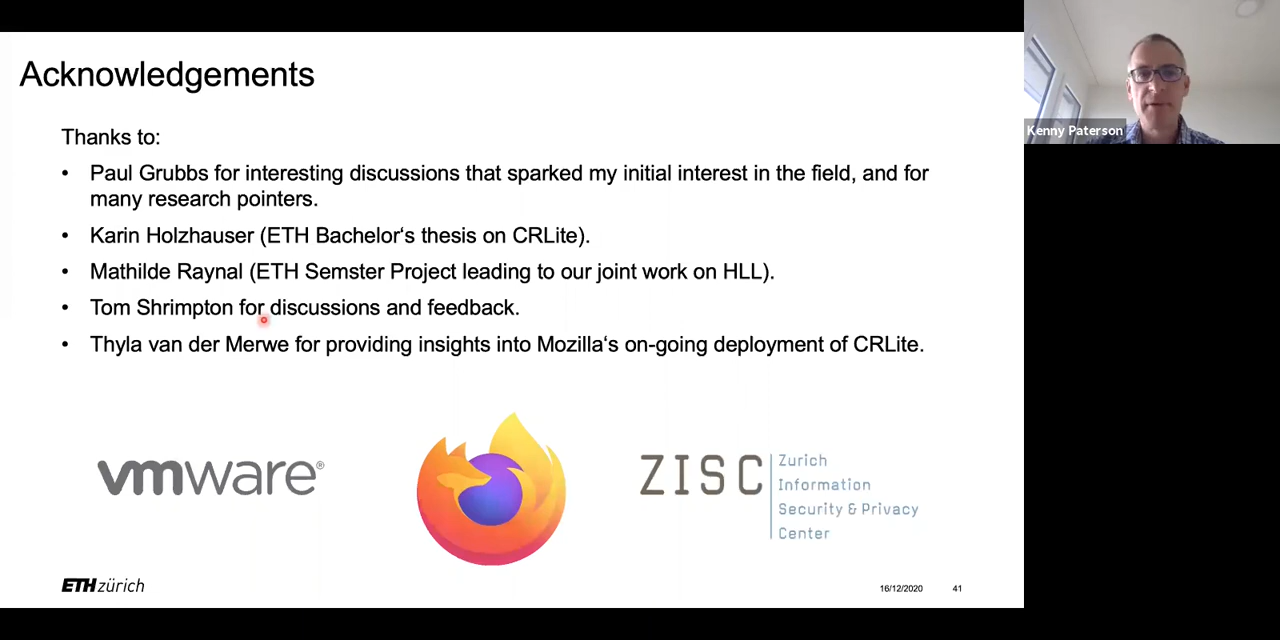 Acknowledgements
Thanks to:
• Paul Grubbs for interesting discussions that sparked my initial interest in the field, and for
many research pointers.
• Karin Holzhauser (ETH Bachelor‘s thesis on CRLite).
• Mathilde Raynal (ETH Semster Project leading to our joint work on HLL).
• Tom Shrimpton for discussions and feedback.
• Thyla van der Merwe for providing insights into Mozilla‘s on-going deployment of CRLite.
vmware®
ZISC
Zurich
Information
Security & Privacy
Center
ETH zürich
16/12/2020
41
Kenny Paterson